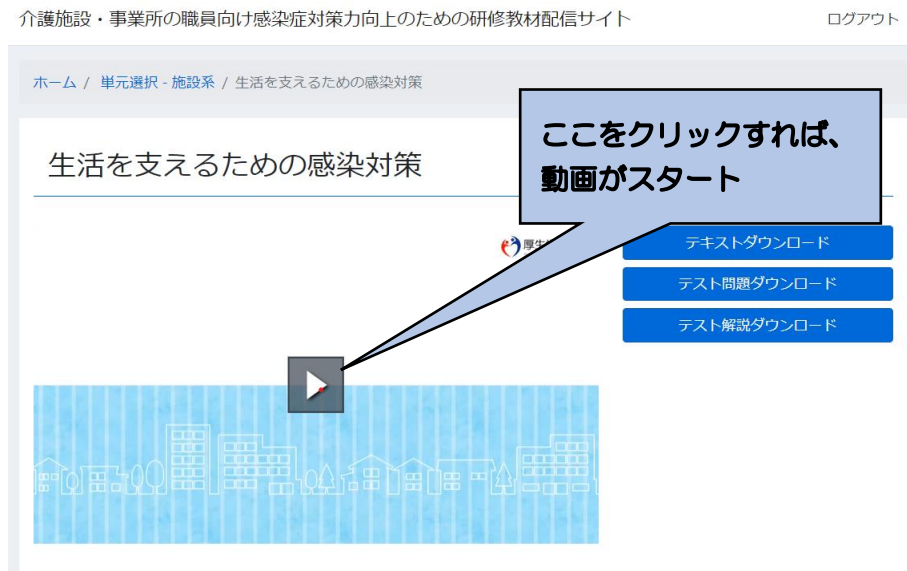 介護施設・事業所の職員向け感染症対策力向上のための研修教材配信サイト
ログアウト
ホーム / 単元選択 - 施設系 / 生活を支えるための感染対策
ここをクリックすれば、
動画がスタート
生活を支えるための感染対策
厚生
テキストダウンロード
テスト問題ダウンロード
テスト解説ダウンロード